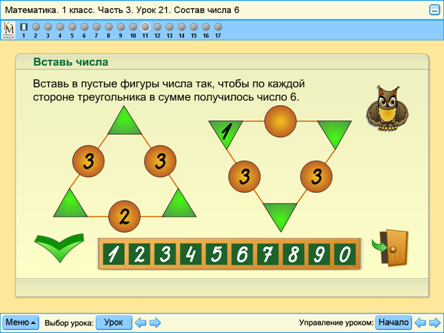 Математика. 1 класс. Часть 3. Урок 21. Состав числа 6
1 2 3 4 5 6 7 8 9 10 11 12 13 14 15 16 17
Вставь числа
Вставь в пустые фигуры числа так, чтобы по каждой
стороне треугольника в сумме получилось число 6.
1
3 3 3 3
2
1 2 3 4 5 6 7 8 9 0
Меню Выбор урока: Урок Управление уроком: Начало